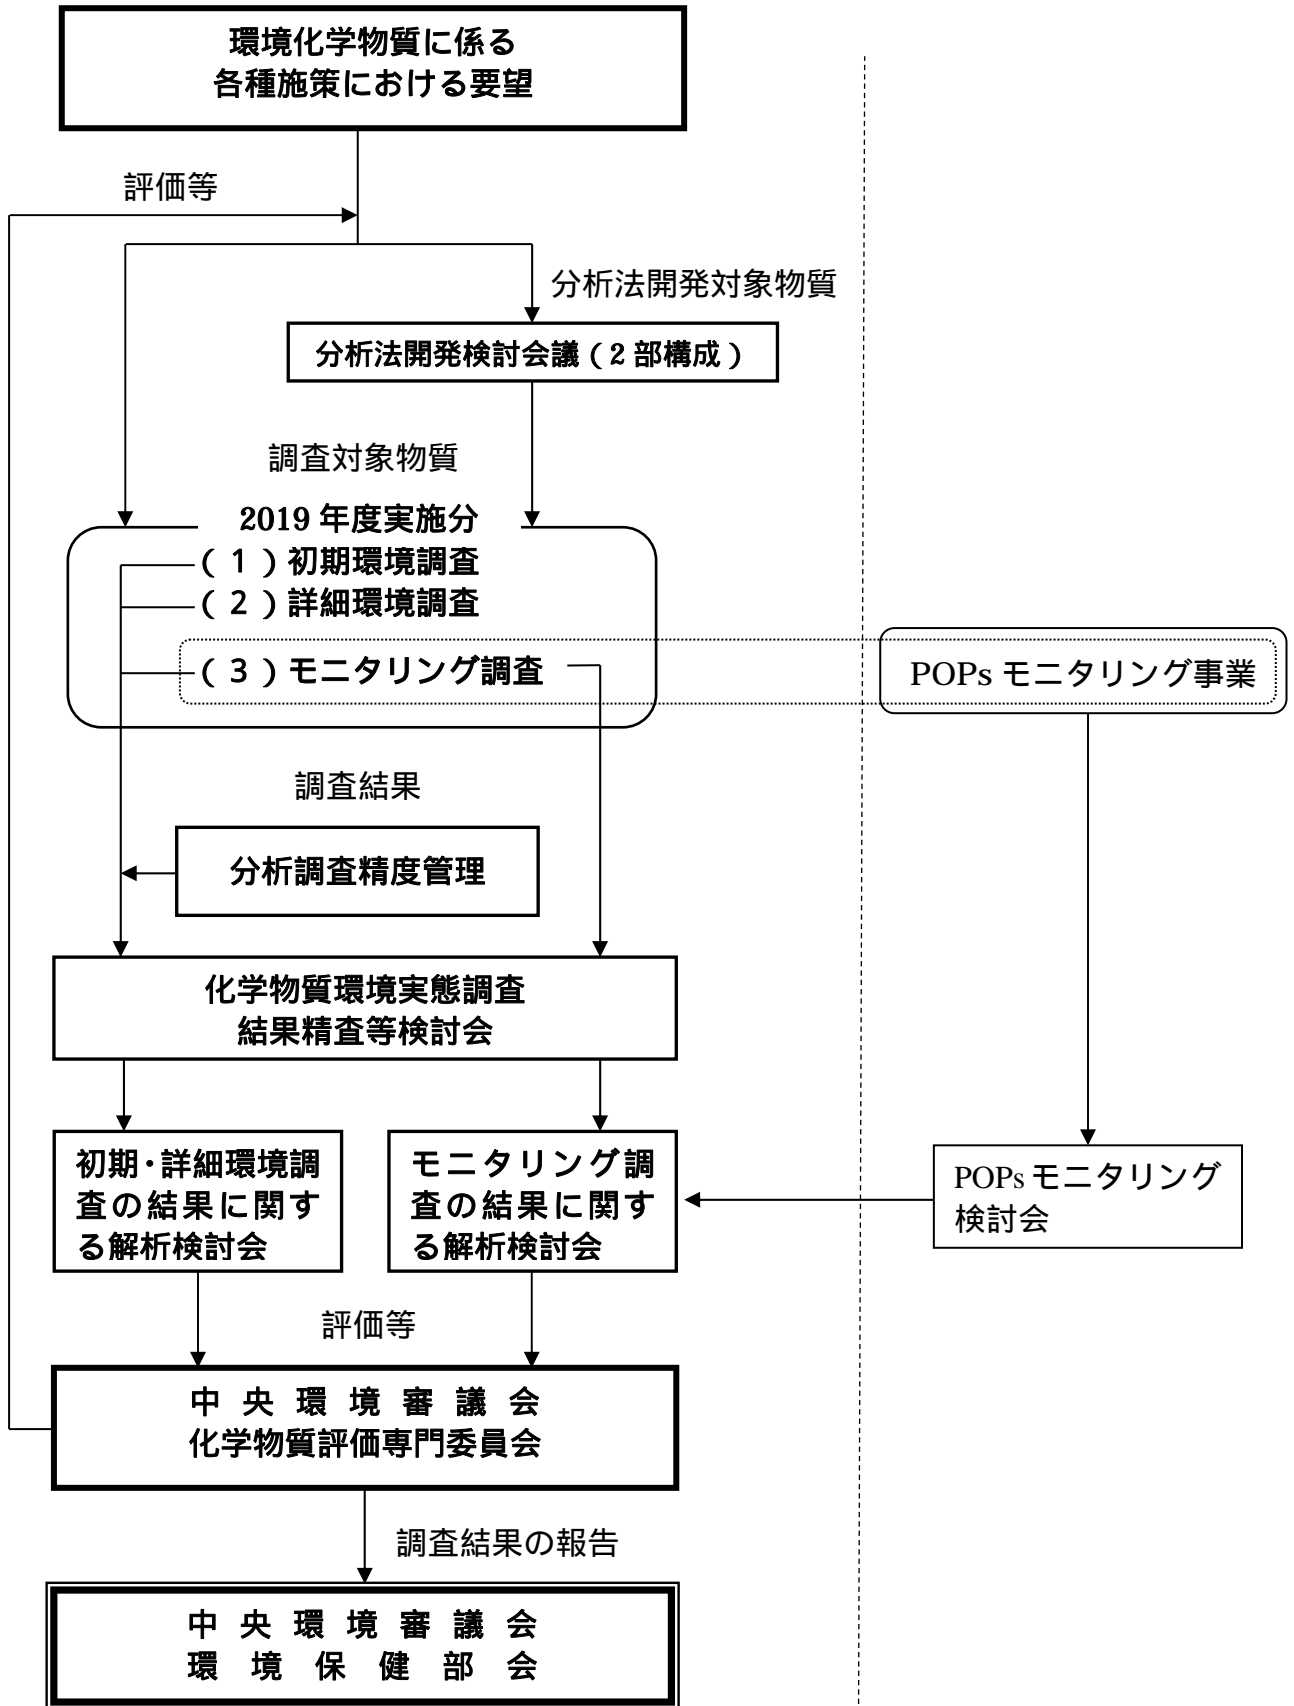 環境化学物質に係る
各種施策における要望
評価等
分析法開発対象物質
分析法開発検討会議(2部構成)
調査対象物質
2019年度実施分
(1)初期環境調査
(2)詳細環境調査
(3)モニタリング調査
POPsモニタリング事業
調査結果
分析調査精度管理
化学物質環境実態調査
結果精査等検討会
初期・詳細環境調
査の結果に関す
る解析検討会
モニタリング調
査の結果に関す
る解析検討会
POPsモニタリング
検討会
評価等
中央環境審議会
化学物質評価専門委員会
調査結果の報告
中央環境審議会
環境保健部会